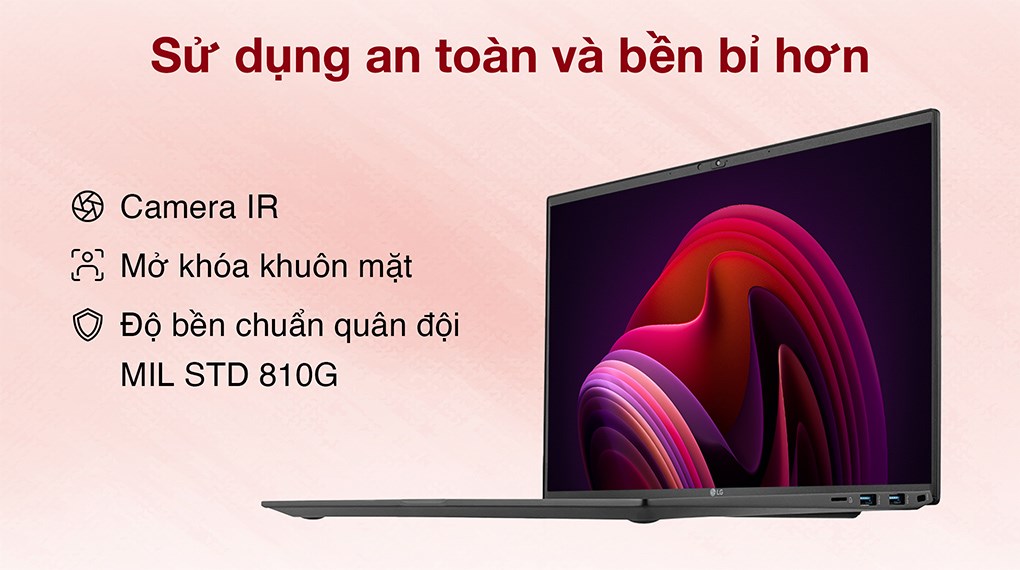 Sử dụng an toàn và bền bỉ hơn
Camera IR
Mở khóa khuôn mặt
Độ bền chuẩn quân đội
MIL STD 810G
LG